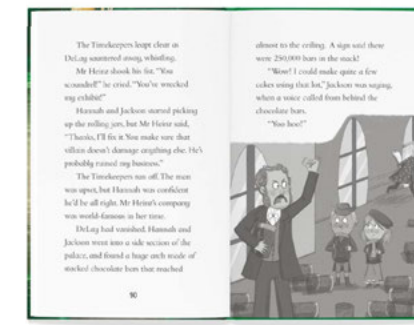 The Timekeepers leapt clear as
DeLay sauntered away, whistling.
Mr Heinz shook his fist. "You
scoundrel!" he cried. "You've wrecked
my exhibit!"
Hannah and Jackson started picking
up the rolling jars, but Mr Heinz said,
"Thanks, I'll fix it. You make sure that
villain doesn't damage anything else. He's
probably ruined my business."
The Timekeepers ran off. The man
was upset, but Hannah was confident
he'd be all right. Mr Heinz's company
was world-famous in her time.
DeLay had vanished. Hannah and
Jackson went into a side section of the
palace, and found a huge arch made of
stacked chocolate bars that reached
90
almost to the ceiling. A sign said there
were 250,000 bars in the stack!
"Wow! I could make quite a few
cakes using that lot," Jackson was saying,
when a voice called from behind the
chocolate bars.
"Yoo-hoo!"